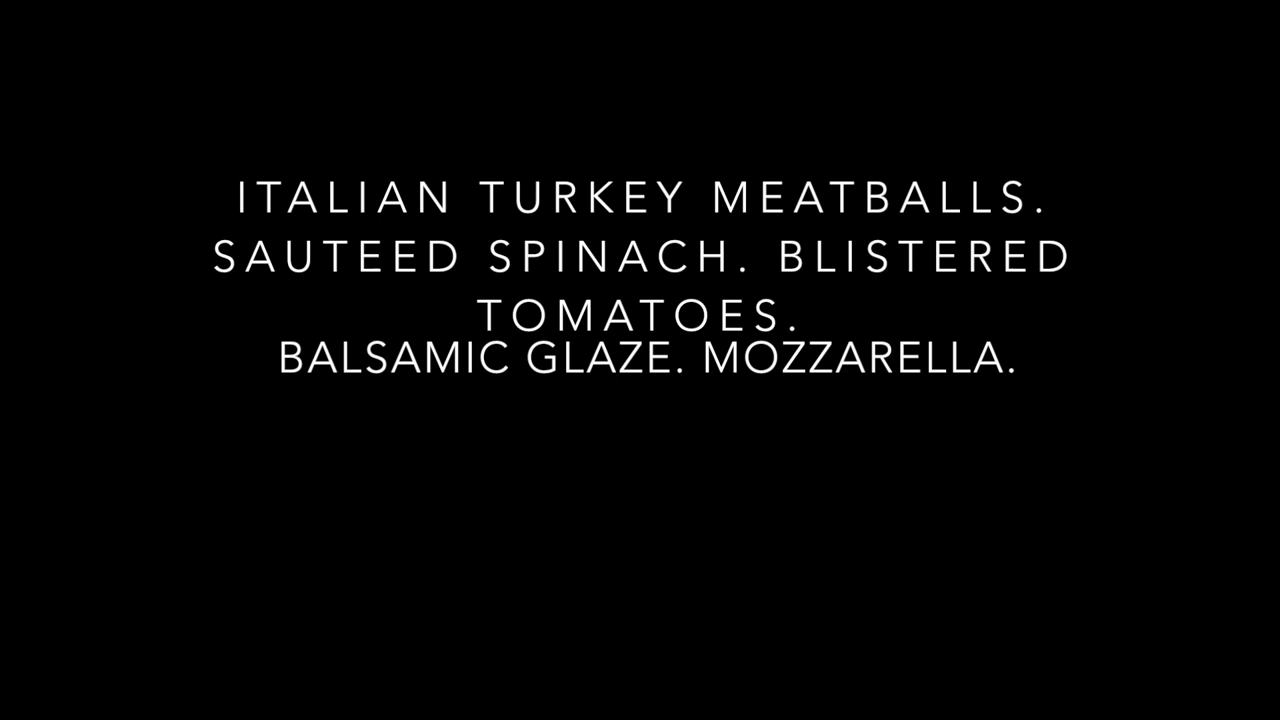 ITALIAN TURKEY MEATBALLS.
SAUTEED SPINACH. BLISTERED
TOMATOES.
BALSAMIC GLAZE. MOZZARELLA.